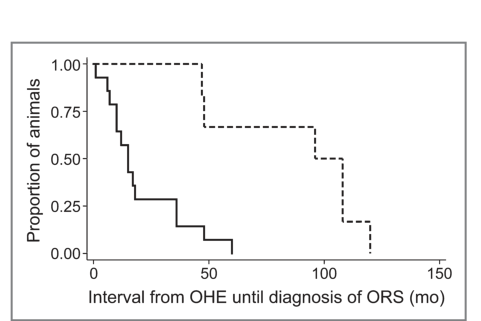 1.00
0.75
0.50
0.25
0.00
Proportion of animals
0 50 100 150
Interval from OHE until diagnosis of ORS (mo)